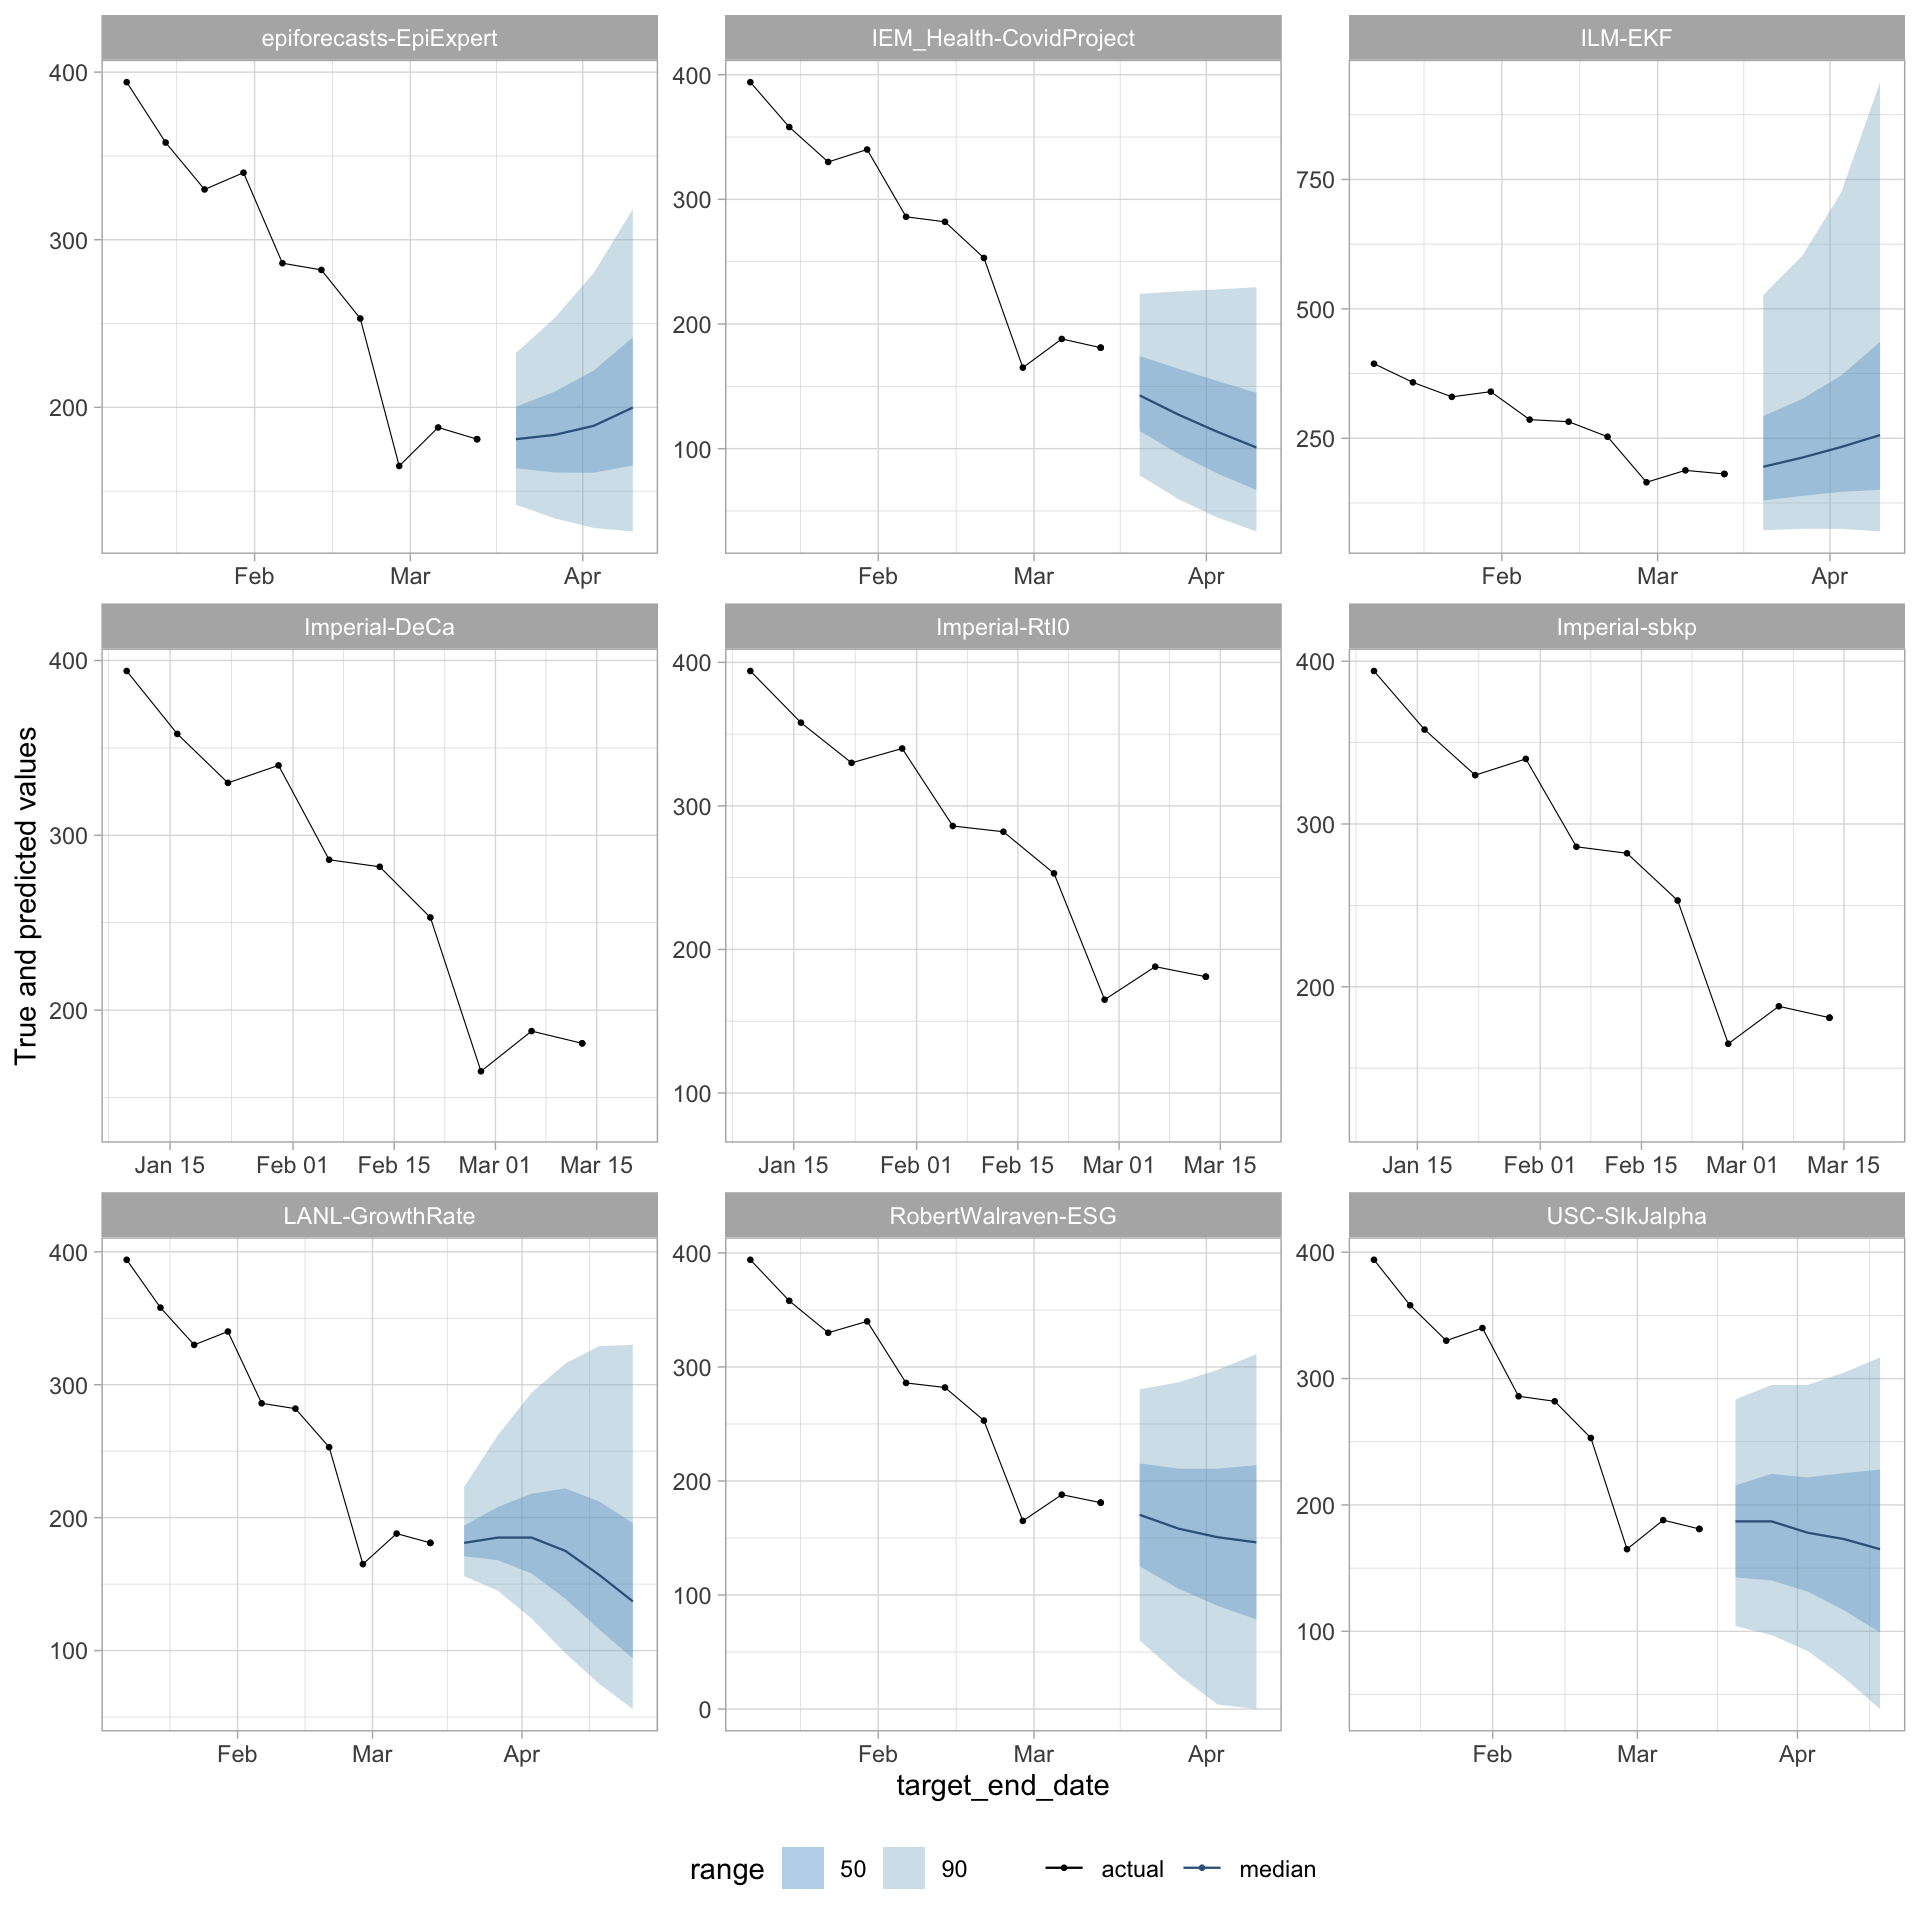 epiforecasts-EpiExpert
IEM_Health-CovidProject
ILM-EKF
400
300
200
Feb Mar Apr
400
300
200
100
Feb Mar Apr
750
500
250
Feb Mar Apr
Imperial-DeCa
Imperial-RtI0
Imperial-sbkp
True and predicted values
400
300
200
Jan 15 Feb 01 Feb 15 Mar 01 Mar 15
400
300
200
100
Jan 15 Feb 01 Feb 15 Mar 01 Mar 15
400
300
200
Jan 15 Feb 01 Feb 15 Mar 01 Mar 15
LANL-GrowthRate
RobertWalraven-ESG
USC-SIkJalpha
400
300
200
100
Feb Mar Apr
400
300
200
100
0
Feb Mar Apr
400
300
200
100
Feb Mar Apr
target_end_date
range 50 90 actual median